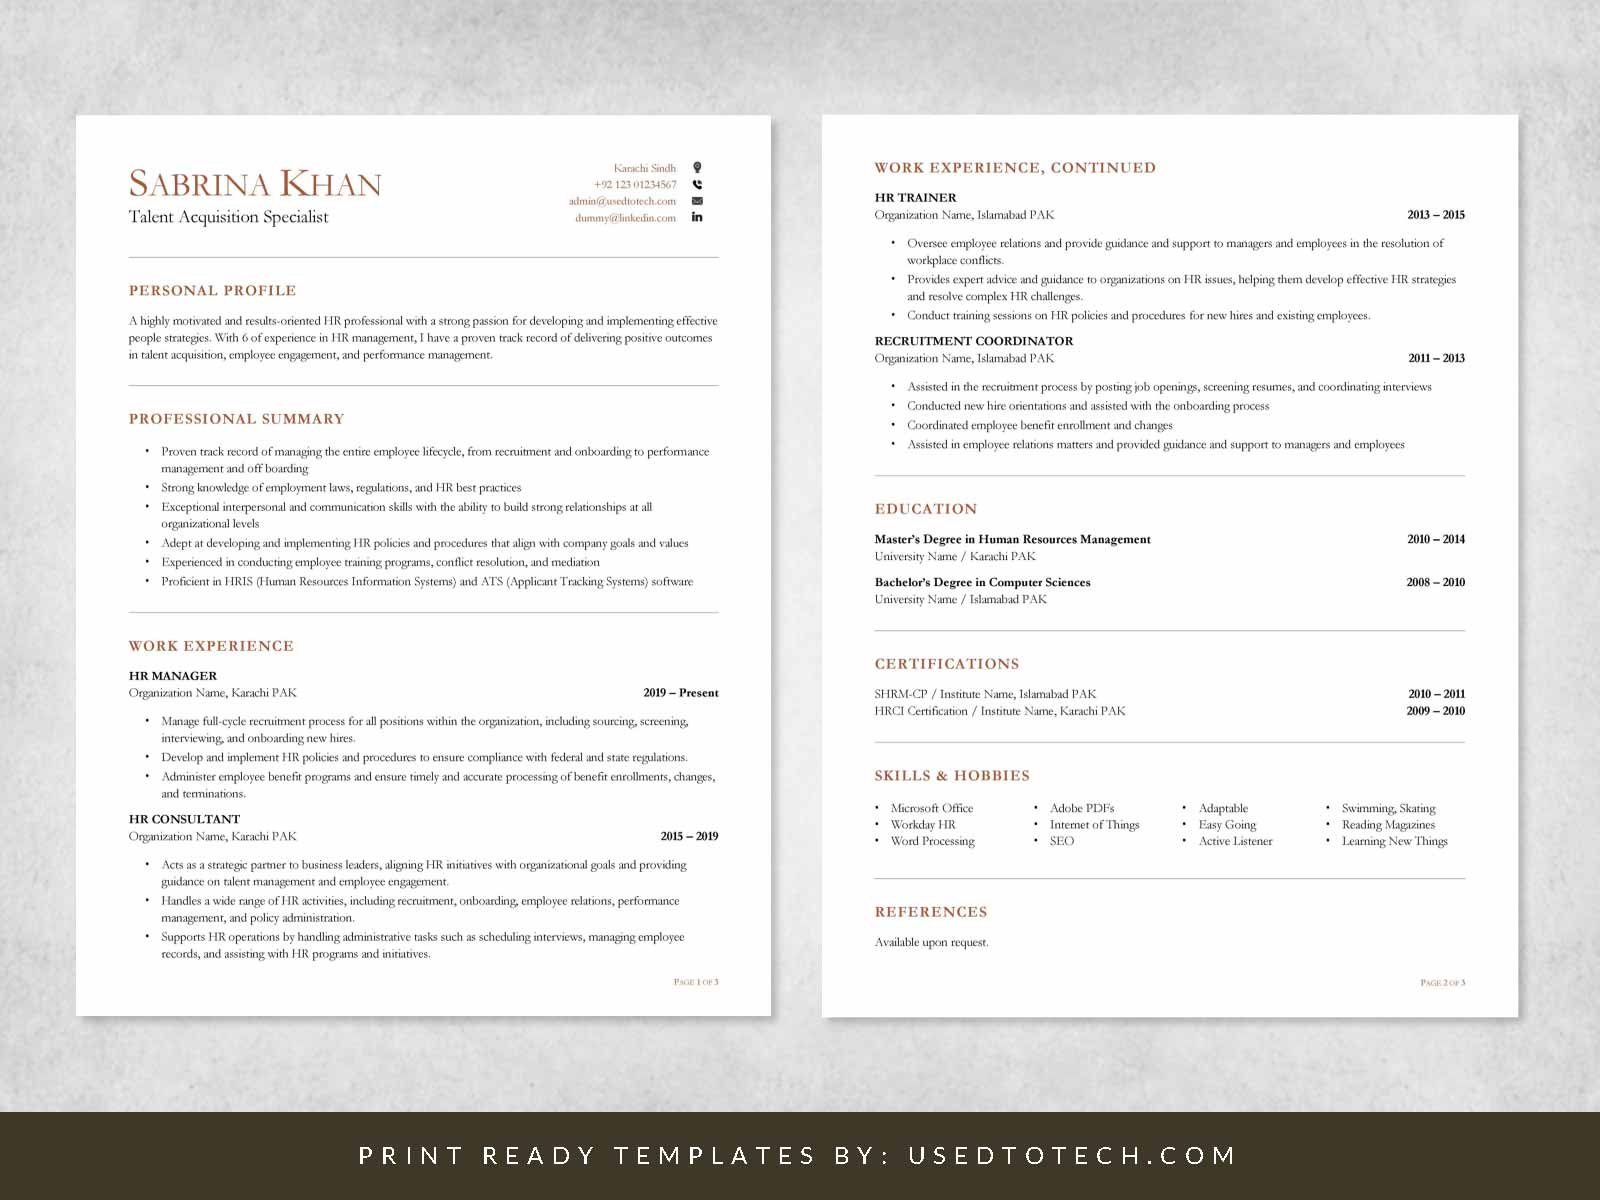 SABRINA KHAN
Talent Acquisition Specialist
Karachi Sindh
+92 123 01234567
admin@usedtotech.com
dummy@linkedin.com
PERSONAL PROFILE
A highly motivated and results-oriented HR professional with a strong passion for developing and implementing effective
people strategies. With 6 of experience in HR management, I have a proven track record of delivering positive outcomes
in talent acquisition, employee engagement, and performance management.
PROFESSIONAL SUMMARY
• Proven track record of managing the entire employee lifecycle, from recruitment and onboarding to performance
management and off boarding
• Strong knowledge of employment laws, regulations, and HR best practices
• Exceptional interpersonal and communication skills with the ability to build strong relationships at all
organizational levels
• Adept at developing and implementing HR policies and procedures that align with company goals and values
• Experienced in conducting employee training programs, conflict resolution, and mediation
• Proficient in HRIS (Human Resources Information Systems) and ATS (Applicant Tracking Systems) software
WORK EXPERIENCE
HR MANAGER
Organization Name, Karachi PAK 2019 – Present
• Manage full-cycle recruitment process for all positions within the organization, including sourcing, screening,
interviewing, and onboarding new hires.
• Develop and implement HR policies and procedures to ensure compliance with federal and state regulations.
• Administer employee benefit programs and ensure timely and accurate processing of benefit enrollments, changes,
and terminations.
HR CONSULTANT
Organization Name, Karachi PAK 2015 – 2019
• Acts as a strategic partner to business leaders, aligning HR initiatives with organizational goals and providing
guidance on talent management and employee engagement.
• Handles a wide range of HR activities, including recruitment, onboarding, employee relations, performance
management, and policy administration.
• Supports HR operations by handling administrative tasks such as scheduling interviews, managing employee
records, and assisting with HR programs and initiatives.
PAGE 1 OF 3
WORK EXPERIENCE, CONTINUED
HR TRAINER
Organization Name, Islamabad PAK 2013 – 2015
• Oversee employee relations and provide guidance and support to managers and employees in the resolution of
workplace conflicts.
• Provides expert advice and guidance to organizations on HR issues, helping them develop effective HR strategies
and resolve complex HR challenges.
• Conduct training sessions on HR policies and procedures for new hires and existing employees.
RECRUITMENT COORDINATOR
Organization Name, Islamabad PAK 2011 – 2013
• Assisted in the recruitment process by posting job openings, screening resumes, and coordinating interviews
• Conducted new hire orientations and assisted with the onboarding process
• Coordinated employee benefit enrollment and changes
• Assisted in employee relations matters and provided guidance and support to managers and employees
EDUCATION
Master's Degree in Human Resources Management 2010 – 2014
University Name / Karachi PAK
Bachelor's Degree in Computer Sciences 2008 – 2010
University Name / Islamabad PAK
CERTIFICATIONS
SHRM-CP / Institute Name, Islamabad PAK 2010 – 2011
HRCI Certification / Institute Name, Karachi PAK 2009 – 2010
SKILLS & HOBBIES
• Microsoft Office • Adobe PDFs • Adaptable • Swimming, Skating
• Workday HR • Internet of Things • Easy Going • Reading Magazines
• Word Processing • SEO • Active Listener • Learning New Things
REFERENCES
Available upon request.
PAGE 2 OF 3
PRINT READY TEMPLATES BY: USEDTOTECH.COM